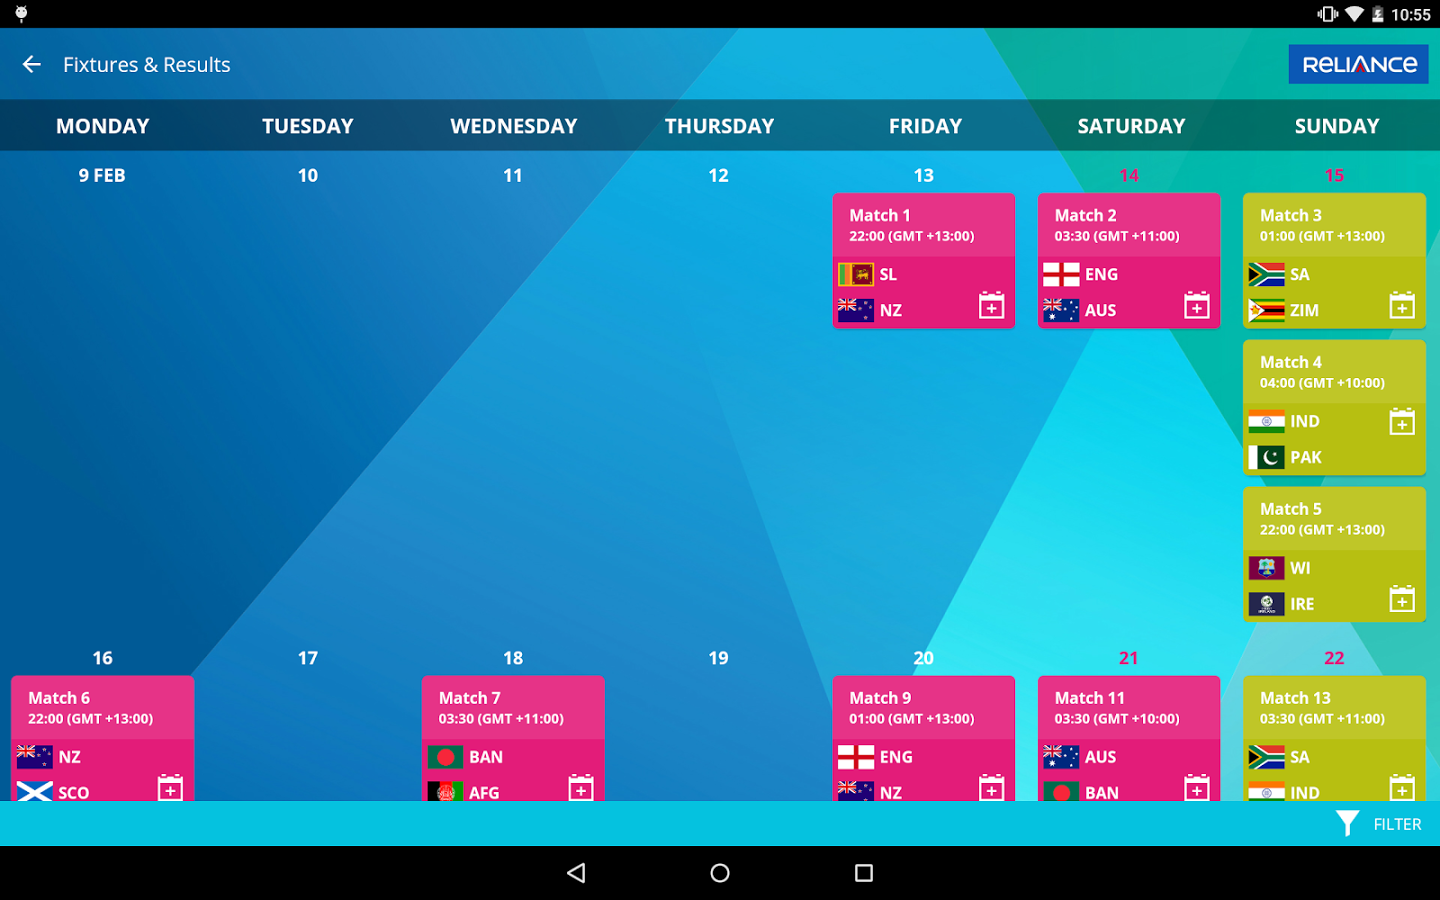 10:55
Fixtures & Results
RELIANCE
MONDAY TUESDAY WEDNESDAY THURSDAY FRIDAY SATURDAY SUNDAY
9 FEB 10 11 12 13 14 15
Match 1
22:00 (GMT +13:00)
SL
NZ
Match 2
03:30 (GMT +11:00)
ENG
AUS
Match 3
01:00 (GMT +13:00)
SA
ZIM
Match 4
04:00 (GMT +10:00)
IND
PAK
Match 5
22:00 (GMT +13:00)
WI
IRE
16 17 18 19 20 21 22
Match 6
22:00 (GMT +13:00)
NZ
SCO
Match 7
03:30 (GMT +11:00)
BAN
AFG
Match 9
01:00 (GMT +13:00)
ENG
NZ
Match 11
03:30 (GMT +10:00)
AUS
BAN
Match 13
03:30 (GMT +11:00)
SA
IND
FILTER